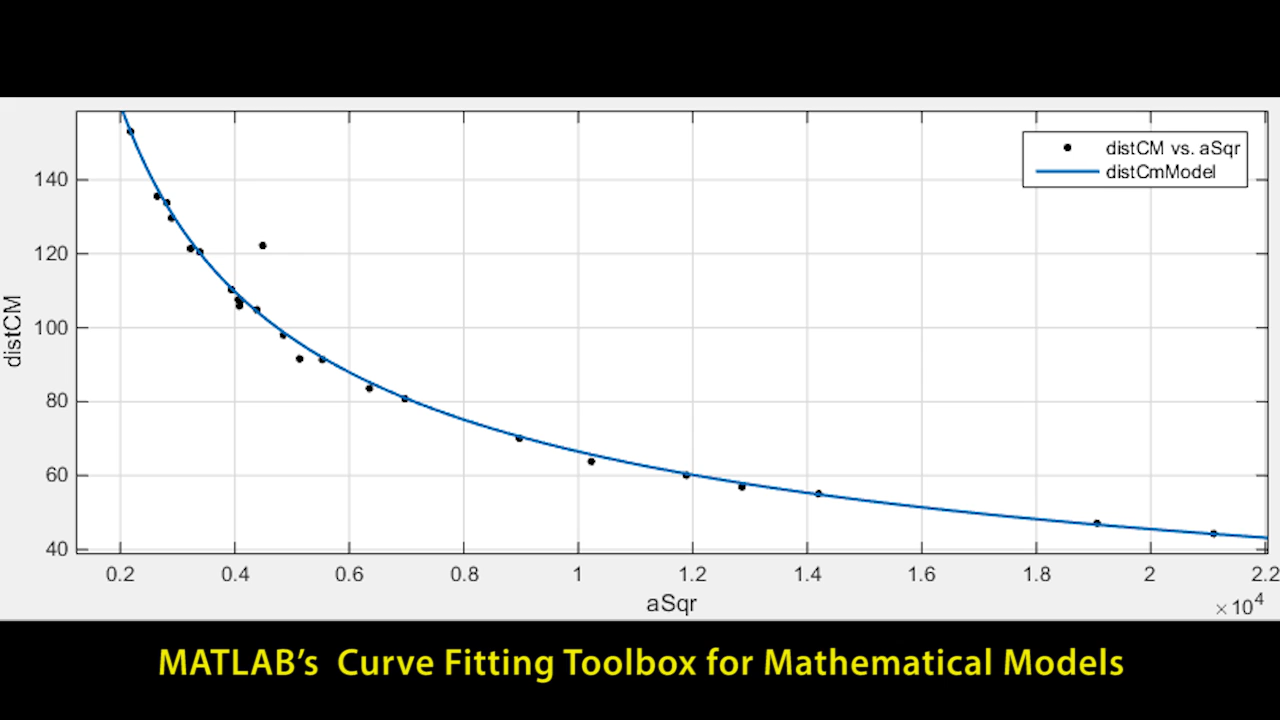 distCM vs. aSqr
distCmModel
140
120
100
80
60
40
distCM
0.2 0.4 0.6 0.8 1 1.2 1.4 1.6 1.8 2 2.2
aSqr
×10⁴
MATLAB’s Curve Fitting Toolbox for Mathematical Models